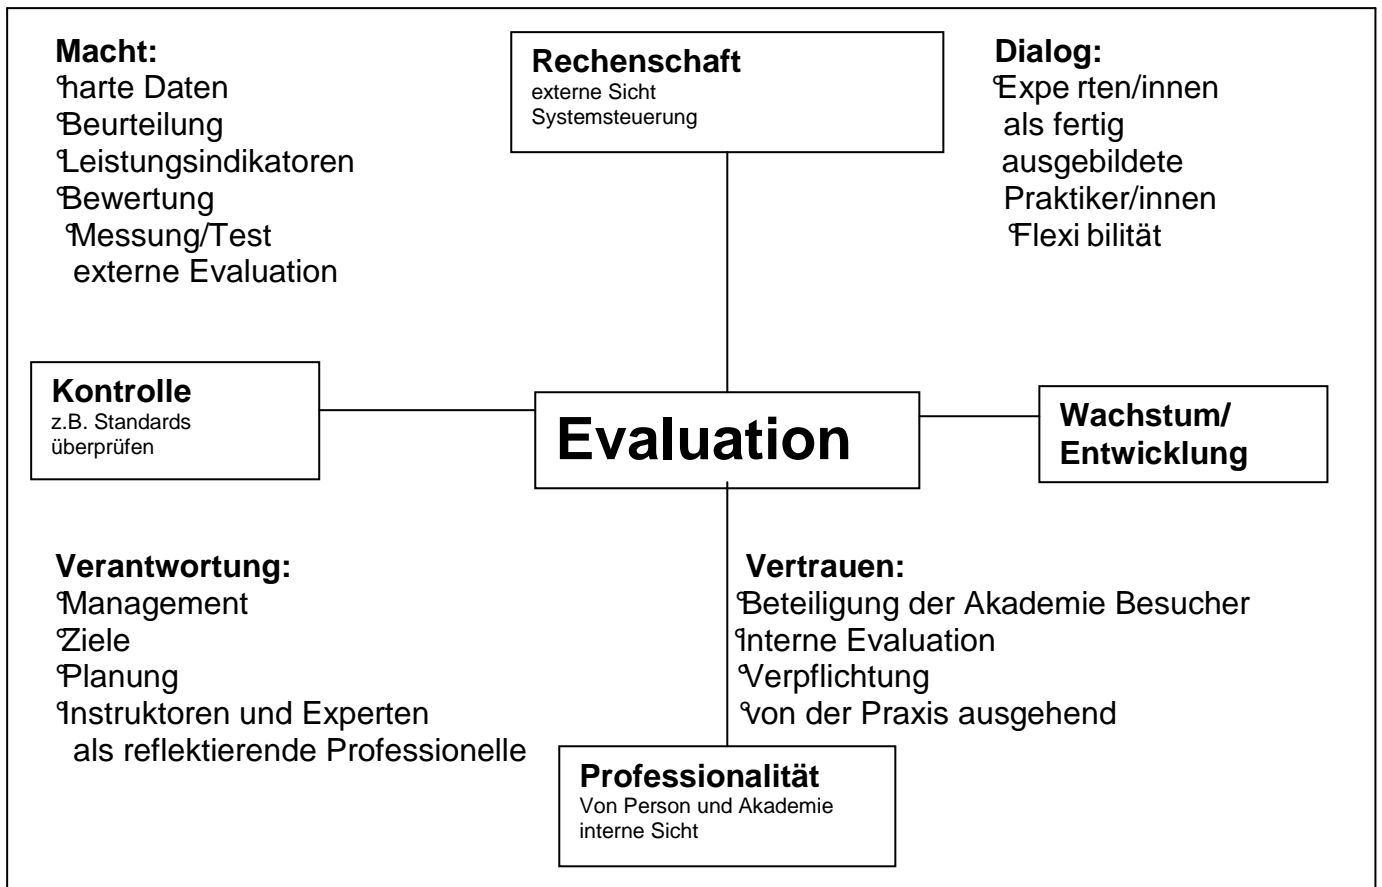 Macht:
°harte Daten
°Beurteilung
°Leistungsindikatoren
°Bewertung
°Messung/Test
externe Evaluation
Rechenschaft
externe Sicht
Systemsteuerung
Dialog:
°Expe rten/innen
als fertig
ausgebildete
Praktiker/innen
°Flexi bilität
Kontrolle
z.B. Standards
überprüfen
Evaluation
Wachstum/
Entwicklung
Verantwortung:
°Management
°Ziele
°Planung
°Instruktoren und Experten
als reflektierende Professionelle
Vertrauen:
°Beteiligung der Akademie Besucher
°Interne Evaluation
°Verpflichtung
°von der Praxis ausgehend
Professionalität
Von Person und Akademie
interne Sicht